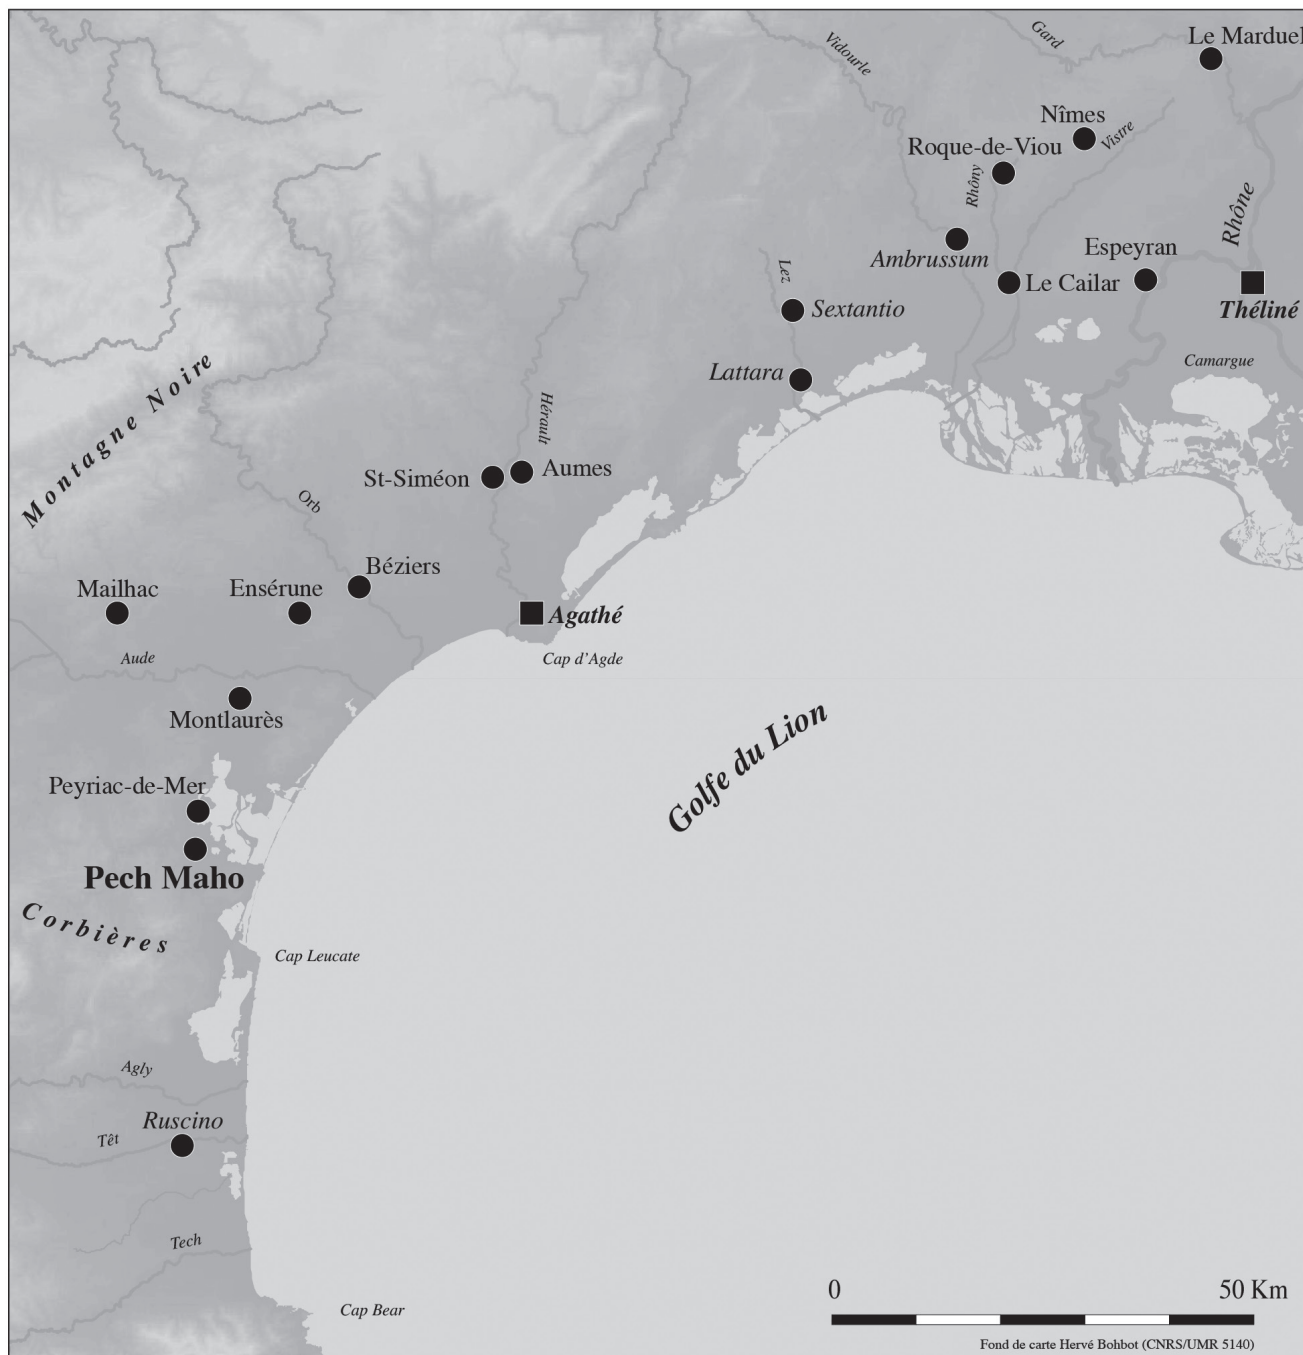 Le Marduel
Gard
Vidourle
Nîmes
Vistre
Roque-de-Viou
Rhôny
Rhône
Espeyran
Ambrussum
Le Cailar
Lez
Sextantio
Théliné
Camargue
Lattara
Montagne Noire
Hérault
St-Siméon
Aumes
Orb
Béziers
Mailhac
Ensérune
Agathé
Aude
Cap d'Agde
Montlaurès
Golfe du Lion
Peyriac-de-Mer
Pech Maho
Corbières
Cap Leucate
Agly
Ruscino
Têt
Tech
Cap Bear
0 50 Km
Fond de carte Hervé Bohbot (CNRS/UMR 5140)